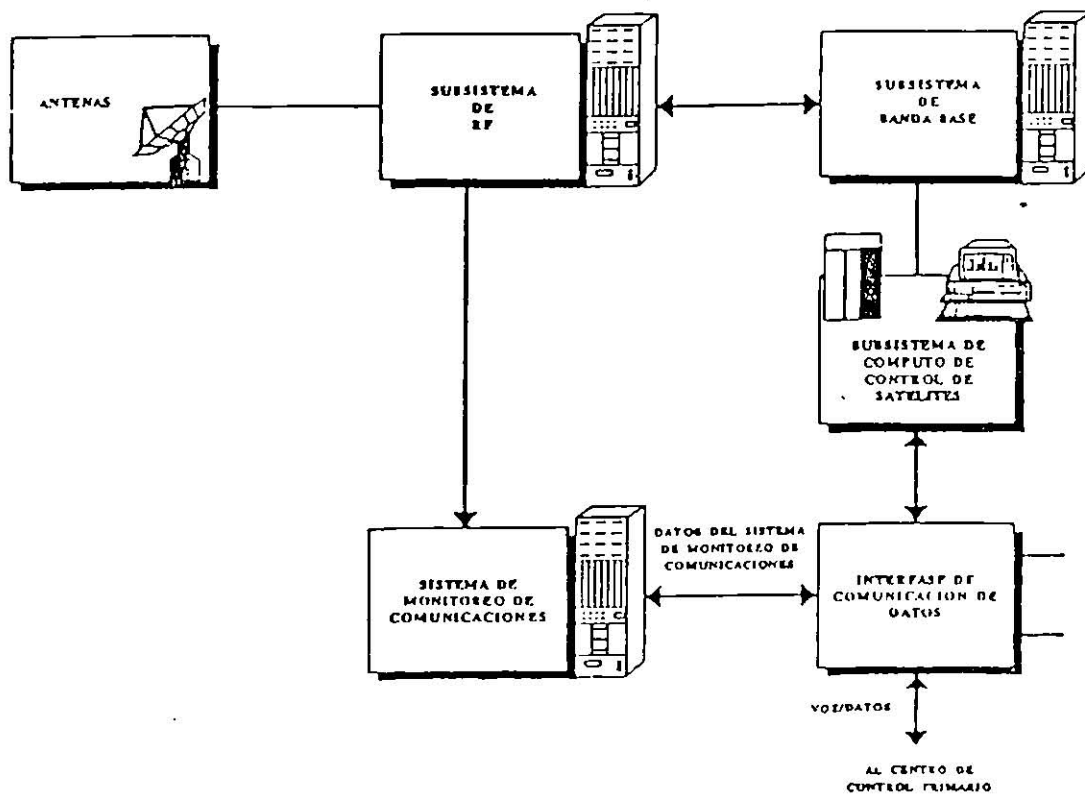 ANTENAS
SUBSISTEMA
DE
RF
SUBSISTEMA
DE
BANDA BASE
SUBSISTEMA DE
COMPUTO DE
CONTROL DE
SATELITES
DATOS DEL SISTEMA
DE MONITOREO DE
COMUNICACIONES
SISTEMA DE
MONITOREO DE
COMUNICACIONES
INTERFASE DE
COMUNICACION DE
DATOS
VOZ/DATOS
AL CENTRO DE
CONTROL PRIMARIO